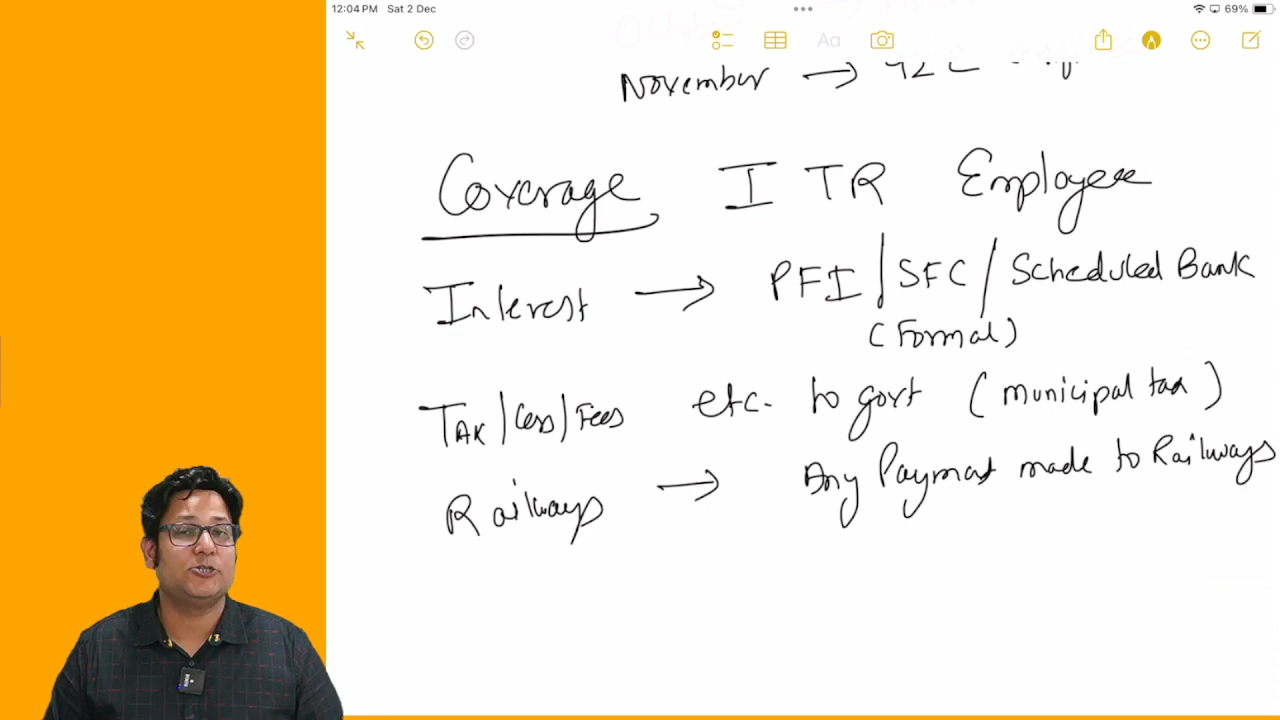 12:04 PM Sat 2 Dec
69%
Aa
November →
Coverage I TR Employee
Interest → PFI / SFC / Scheduled Bank
(Formal)
TAX / Cess / Fees etc. to govt (Municipal tax)
Railways → Any Payment made to Railways